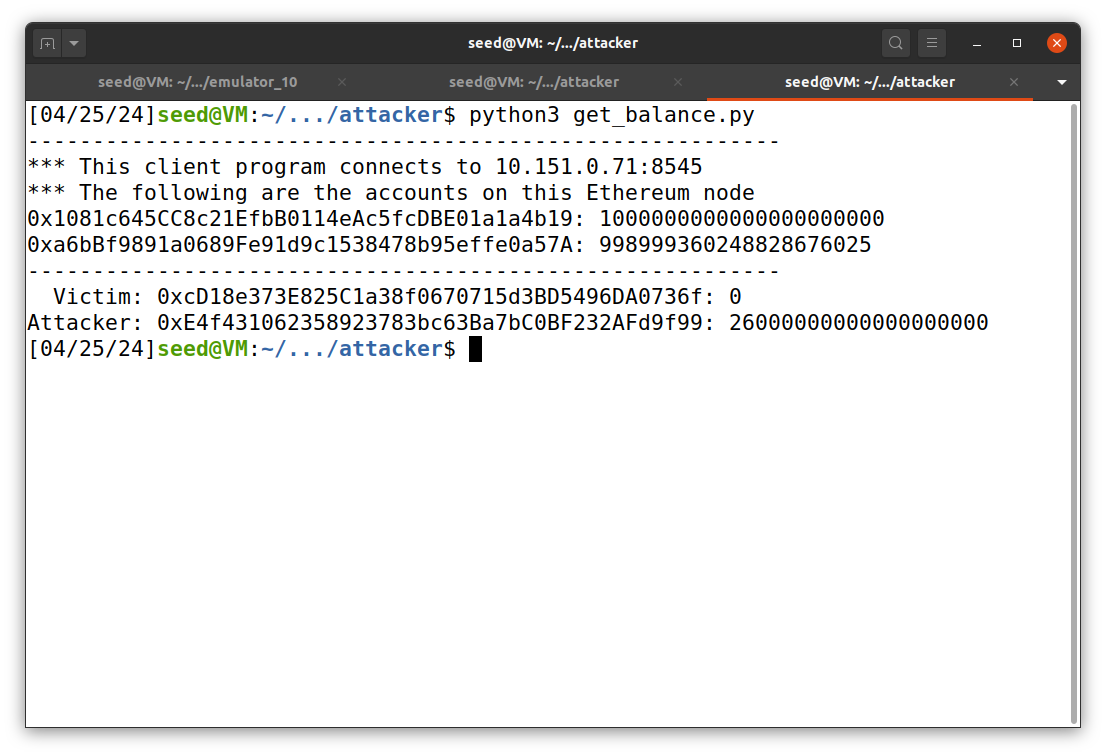 seed@VM: ~/.../attacker
seed@VM: ~/.../emulator_10
seed@VM: ~/.../attacker
seed@VM: ~/.../attacker
[04/25/24]seed@VM:~/.../attacker$ python3 get_balance.py
----------------------------------------------------------
*** This client program connects to 10.151.0.71:8545
*** The following are the accounts on this Ethereum node
0x1081c645CC8c21EfbB0114eAc5fcDBE01a1a4b19: 1000000000000000000000
0xa6bBf9891a0689Fe91d9c1538478b95effe0a57A: 998999360248828676025
----------------------------------------------------------
  Victim: 0xcD18e373E825C1a38f0670715d3BD5496DA0736f: 0
Attacker: 0xE4f431062358923783bc63Ba7bC0BF232AFd9f99: 26000000000000000000
[04/25/24]seed@VM:~/.../attacker$